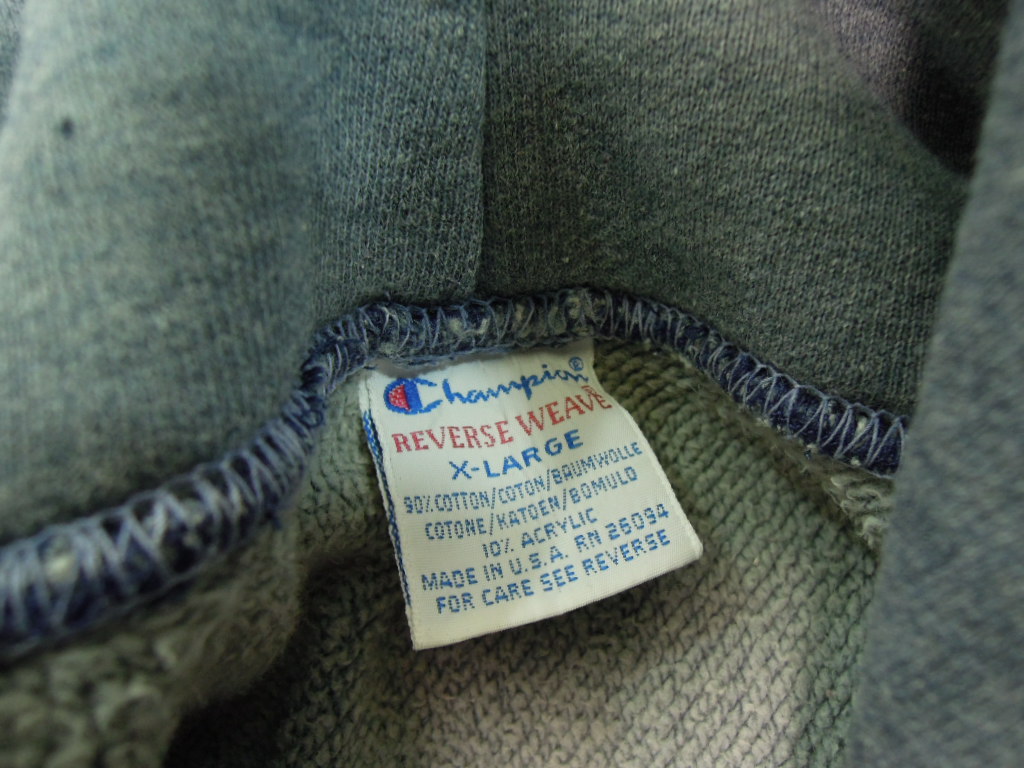 Champion®
REVERSE WEAVE
X-LARGE
90% COTTON/COTON/BAUMWOLLE
COTONE/KATOEN/BOMULD
10% ACRYLIC
MADE IN U.S.A. RN 26094
FOR CARE SEE REVERSE